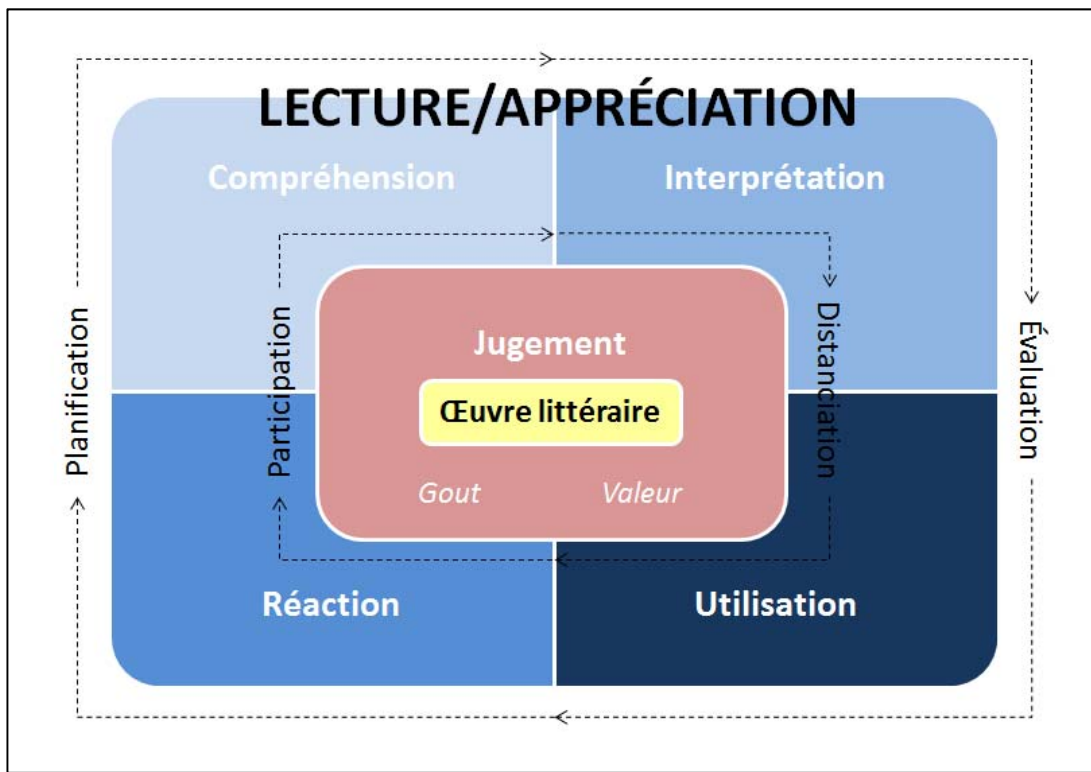 LECTURE/APPRÉCIATION
Compréhension
Interprétation
Planification
Participation
Jugement
Œuvre littéraire
Gout
Valeur
Distanciation
Évaluation
Réaction
Utilisation